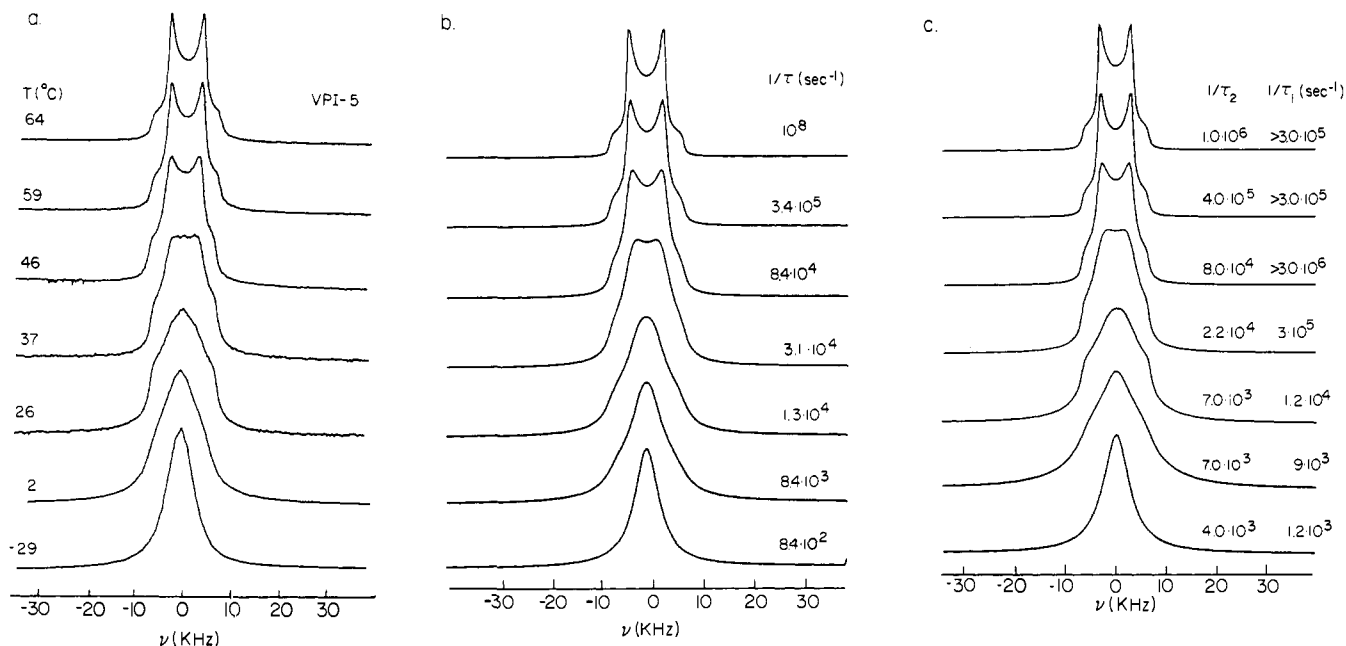 a.
T (°C)
VPI-5
64
59
46
37
26
2
-29
-30 -20 -10 0 10 20 30
ν (KHz)
b.
1/τ (sec⁻¹)
10⁸
3.4·10⁵
8.4·10⁴
3.1·10⁴
1.3·10⁴
8.4·10³
8.4·10²
-30 -20 -10 0 10 20 30
ν (KHz)
c.
1/τ₂ 1/τ₁ (sec⁻¹)
1.0·10⁶ >3.0·10⁵
4.0·10⁵ >3.0·10⁵
8.0·10⁴ >3.0·10⁶
2.2·10⁴ 3·10⁵
7.0·10³ 1.2·10⁴
7.0·10³ 9·10³
4.0·10³ 1.2·10³
-30 -20 -10 0 10 20 30
ν (KHz)